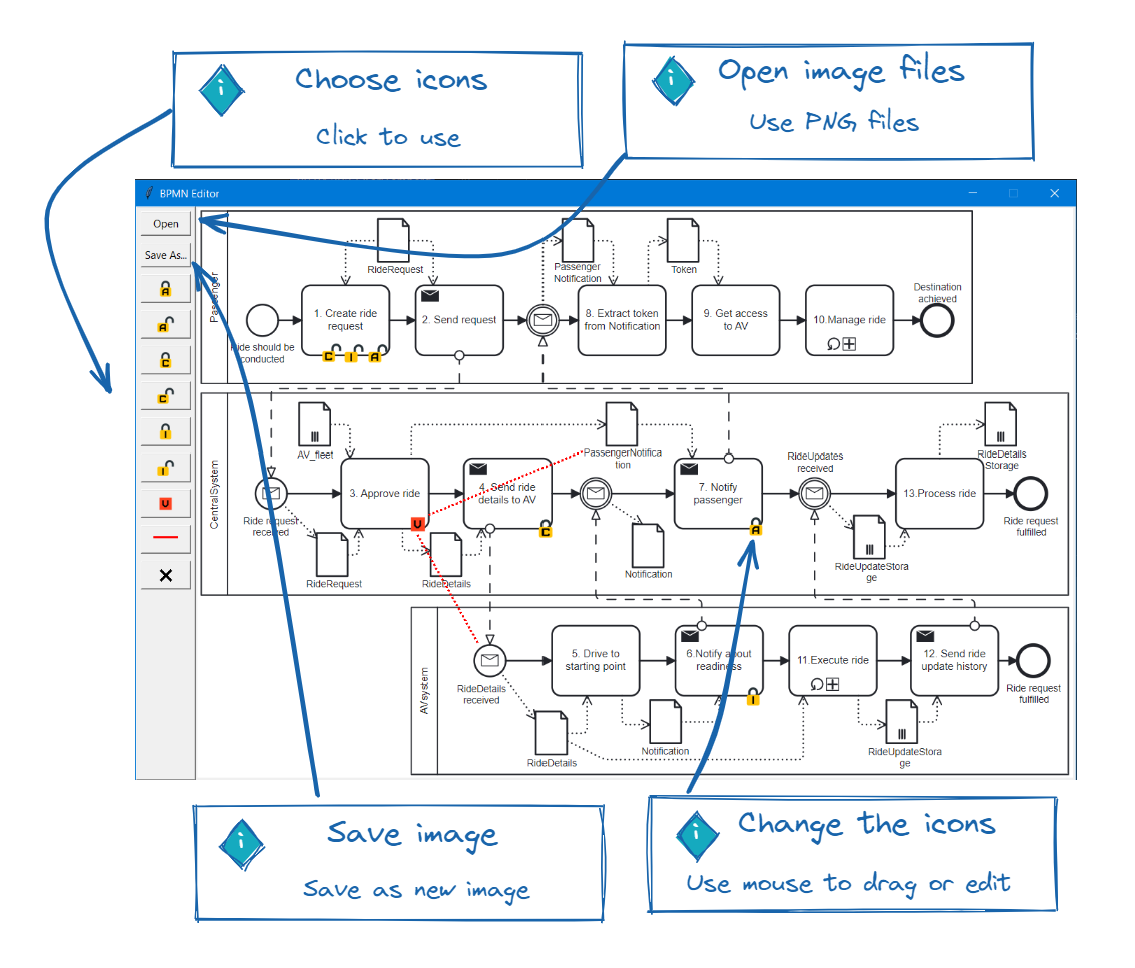 Choose icons
Click to use
Open image files
Use PNG files
BPMN Editor
Open
Save As...
A
A
C
C
I
I
U
Passenger
RideRequest
Passenger
Notification
Token
Destination
achieved
Ride should be
conducted
1. Create ride
request
C I A
2. Send request
8. Extract token
from Notification
9. Get access
to AV
10.Manage ride
CentralSystem
AV_fleet
PassengerNotifica
tion
RideUpdates
received
RideDetails
Storage
Ride request
received
3. Approve ride
U
4. Send ride
details to AV
C
7. Notify
passenger
A
13.Process ride
Ride request
fulfilled
RideRequest
RideDetails
Notification
RideUpdateStora
ge
AVsystem
RideDetails
received
5. Drive to
starting point
6.Notify about
readiness
I
11.Execute ride
12. Send ride
update history
Ride request
fulfilled
RideDetails
Notification
RideUpdateStora
ge
Save image
Save as new image
Change the icons
Use mouse to drag or edit